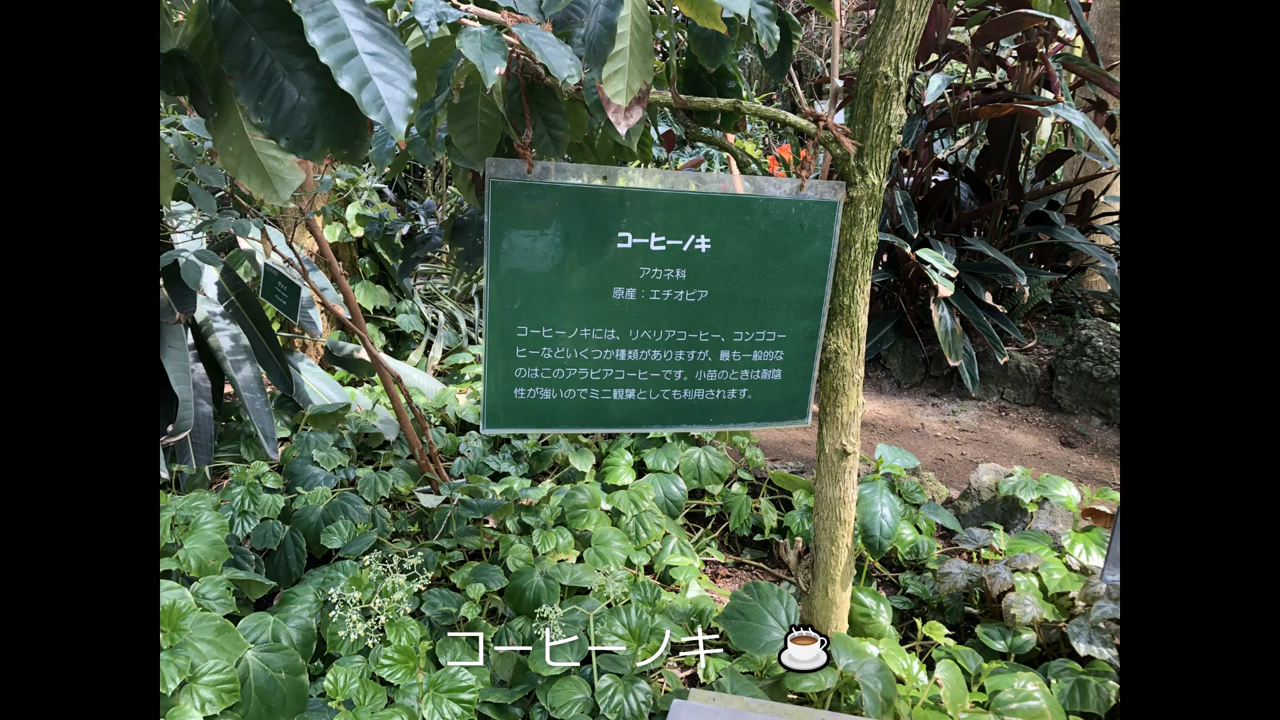 コーヒーノキ
アカネ科
原産：エチオピア
コーヒーノキには、リベリアコーヒー、コンゴコー
ヒーなどいくつか種類がありますが、最も一般的な
のはこのアラビアコーヒーです。小苗のときは耐陰
性が強いのでミニ観葉としても利用されます。
コーヒーノキ ☕